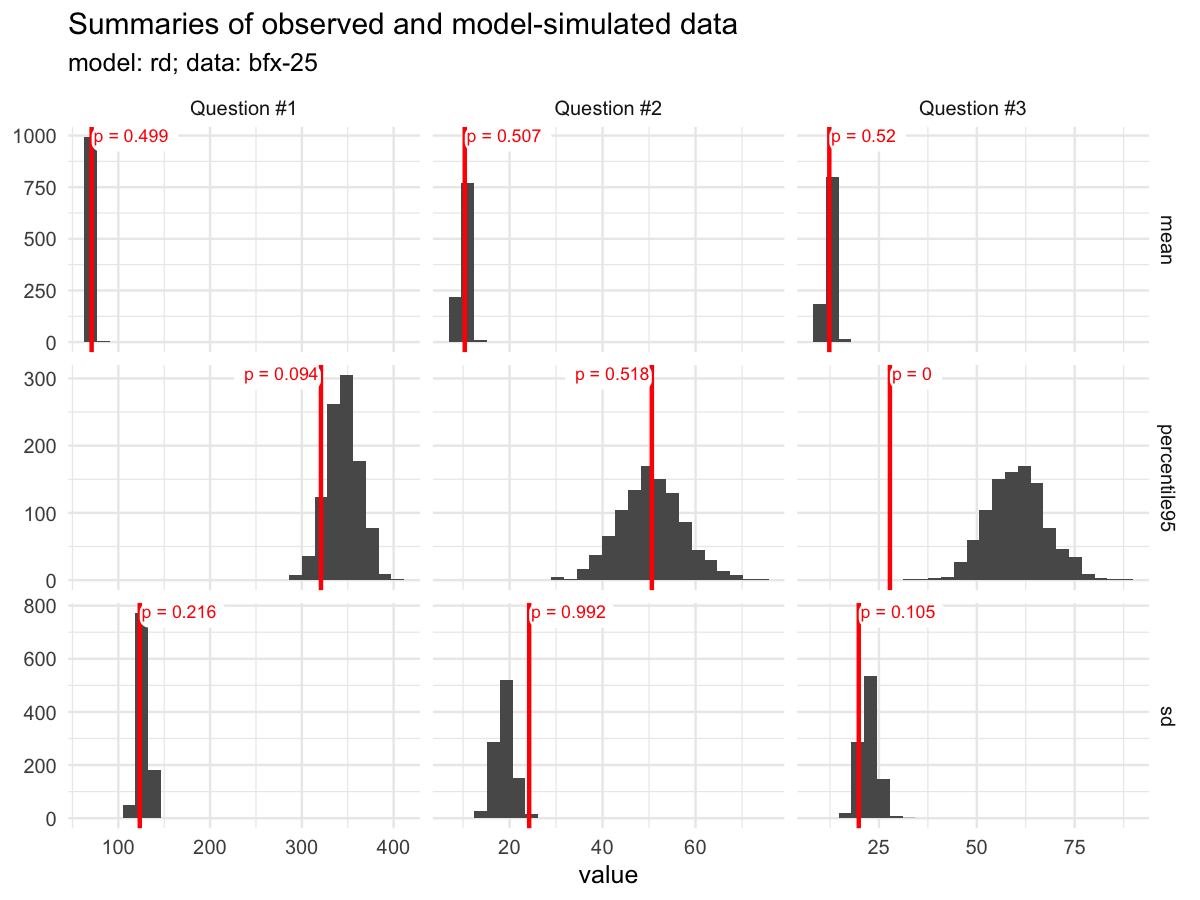 Summaries of observed and model-simulated data
model: rd; data: bfx-25
Question #1 Question #2 Question #3
1000
750
500
250
0
p = 0.499 p = 0.507 p = 0.52
mean
300
200
100
0
p = 0.094 p = 0.518 p = 0
percentile95
800
600
400
200
0
p = 0.216 p = 0.992 p = 0.105
sd
100 200 300 400 20 40 60 25 50 75
value